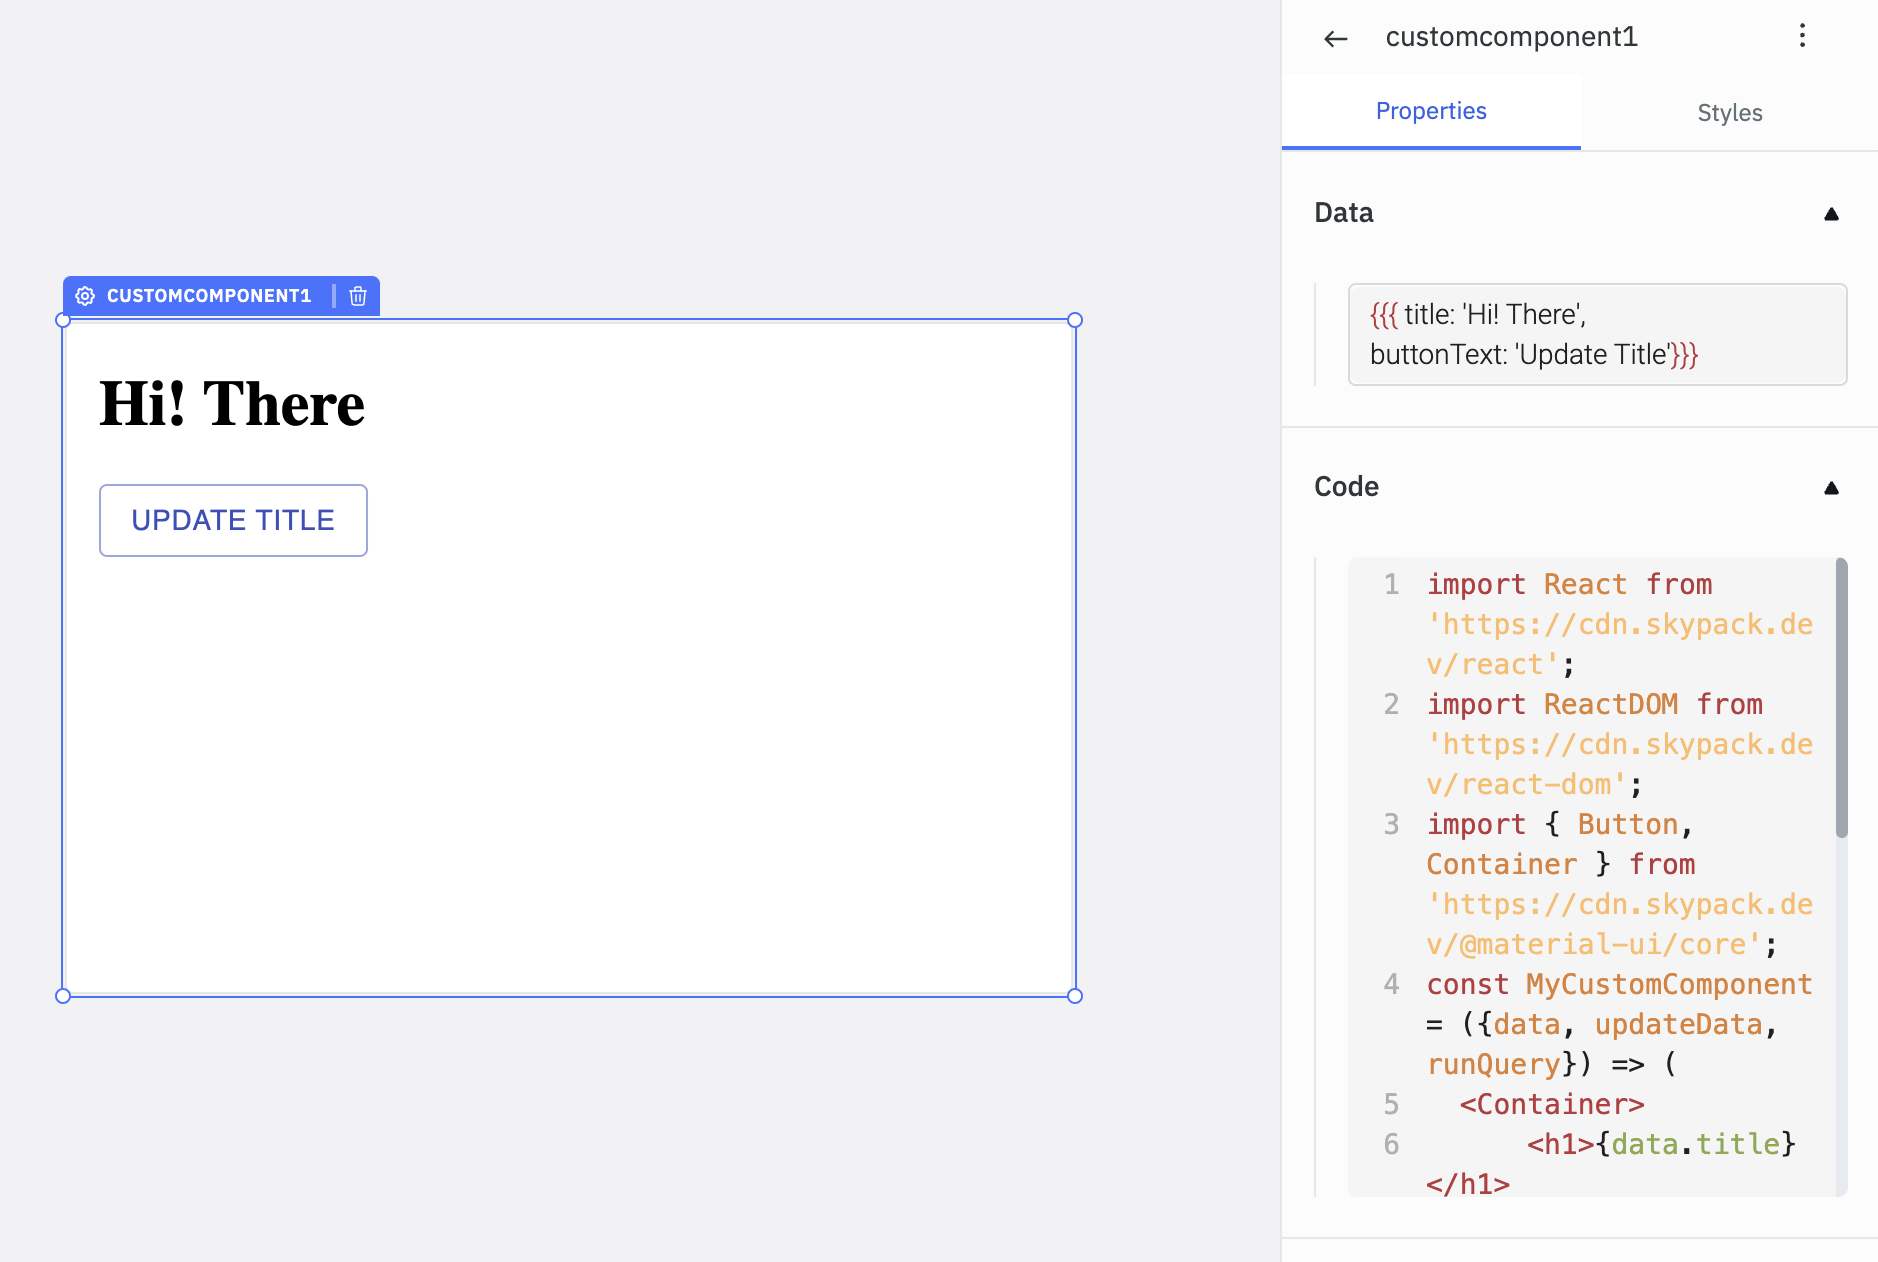 CUSTOMCOMPONENT1
Hi! There
UPDATE TITLE
customcomponent1
Properties
Styles
Data
{{{ title: 'Hi! There',
buttonText: 'Update Title'}}}
Code
1 import React from
'https://cdn.skypack.de
v/react';
2 import ReactDOM from
'https://cdn.skypack.de
v/react-dom';
3 import { Button,
Container } from
'https://cdn.skypack.de
v/@material-ui/core';
4 const MyCustomComponent
= ({data, updateData,
runQuery}) => (
5 <Container>
6 <h1>{data.title}
</h1>